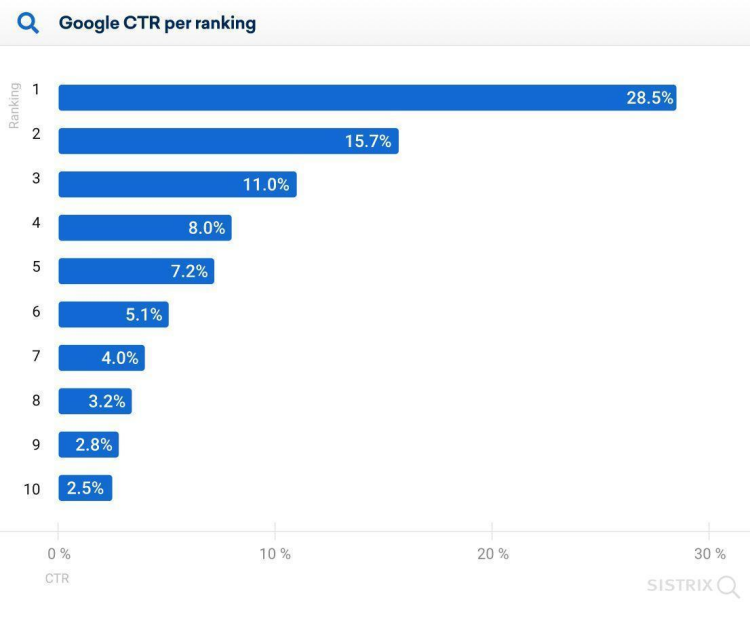 Google CTR per ranking
Ranking
1 28.5%
2 15.7%
3 11.0%
4 8.0%
5 7.2%
6 5.1%
7 4.0%
8 3.2%
9 2.8%
10 2.5%
0 % 10 % 20 % 30 %
CTR
SISTRIX